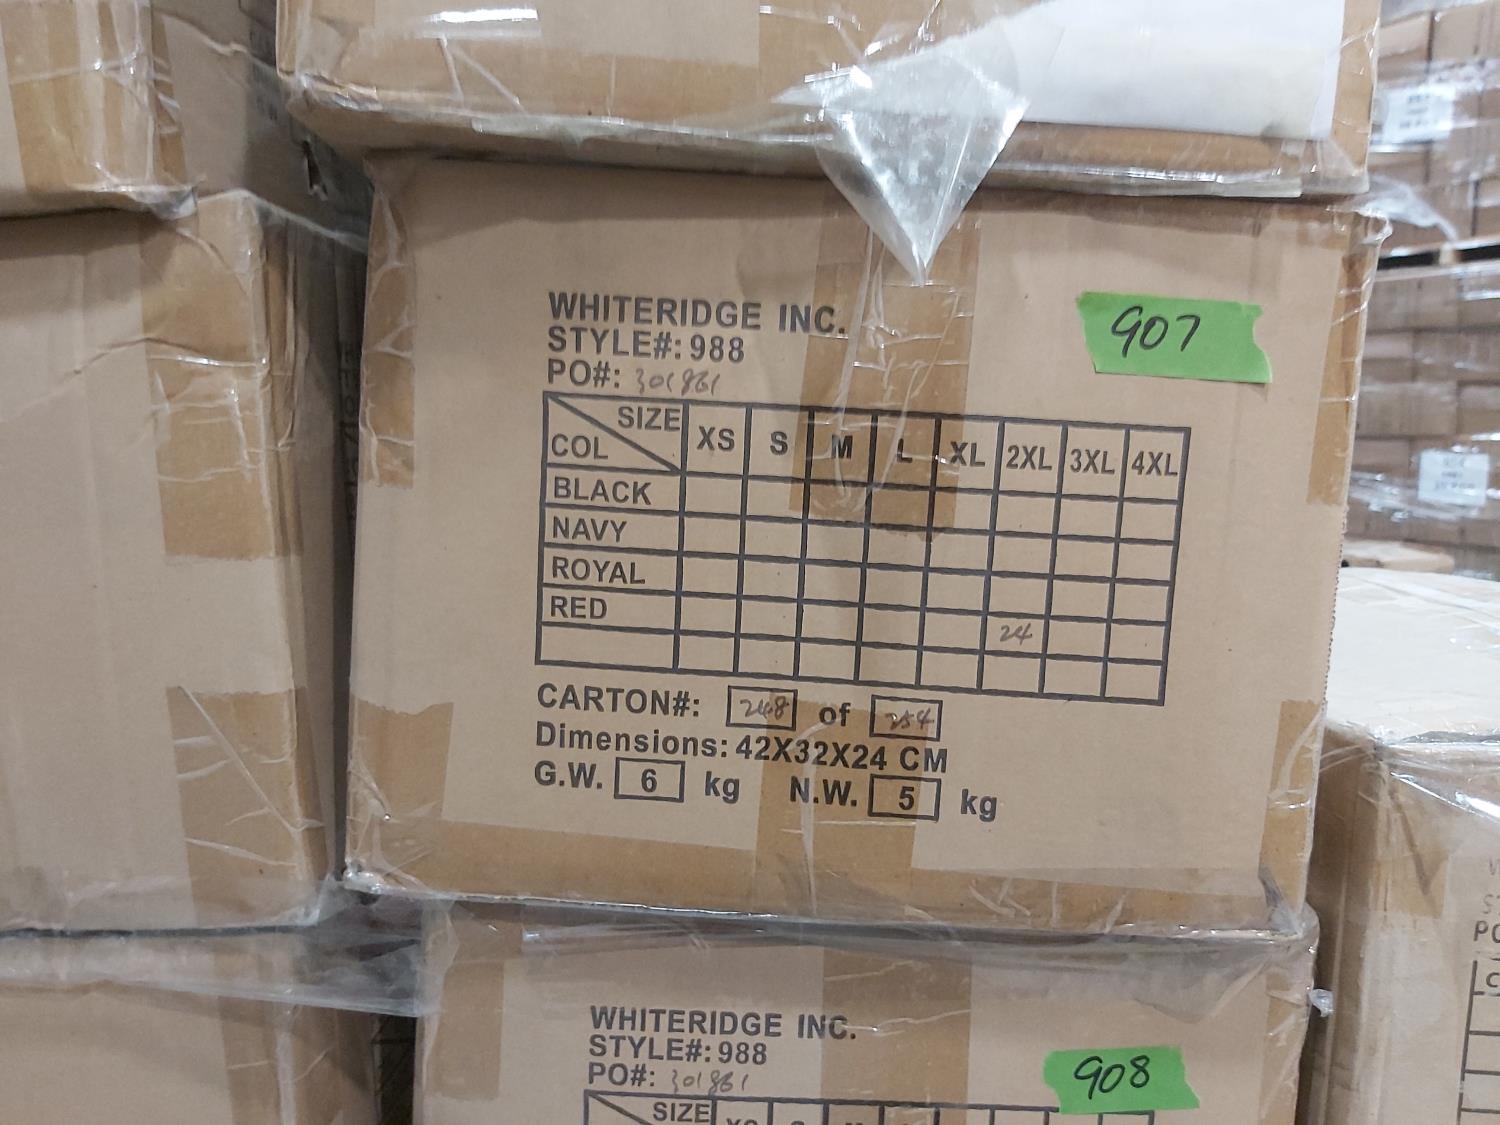 WHITERIDGE INC.
STYLE#: 988
PO#: 301861
907
SIZE XS S M L XL 2XL 3XL 4XL
COL
BLACK
NAVY
ROYAL
RED 24
CARTON#: 248 of 254
Dimensions: 42X32X24 CM
G.W. 6 kg N.W. 5 kg
WHITERIDGE INC.
STYLE#: 988
PO#: 301861
908
SIZE
PO